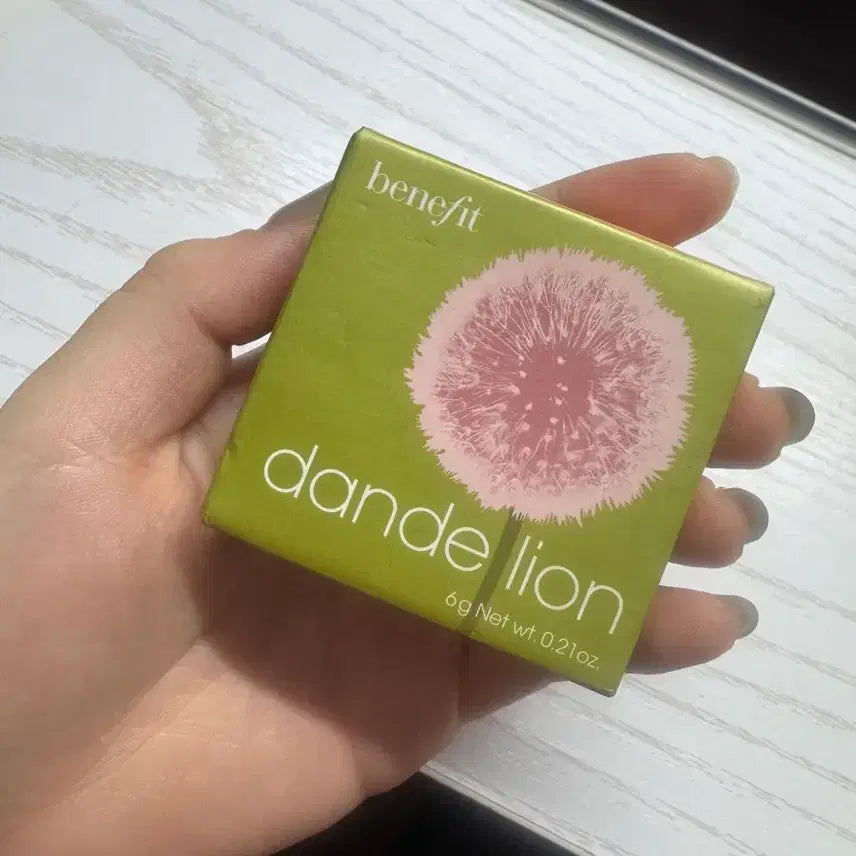 benefit
dandelion
6g Net wt. 0.21oz.